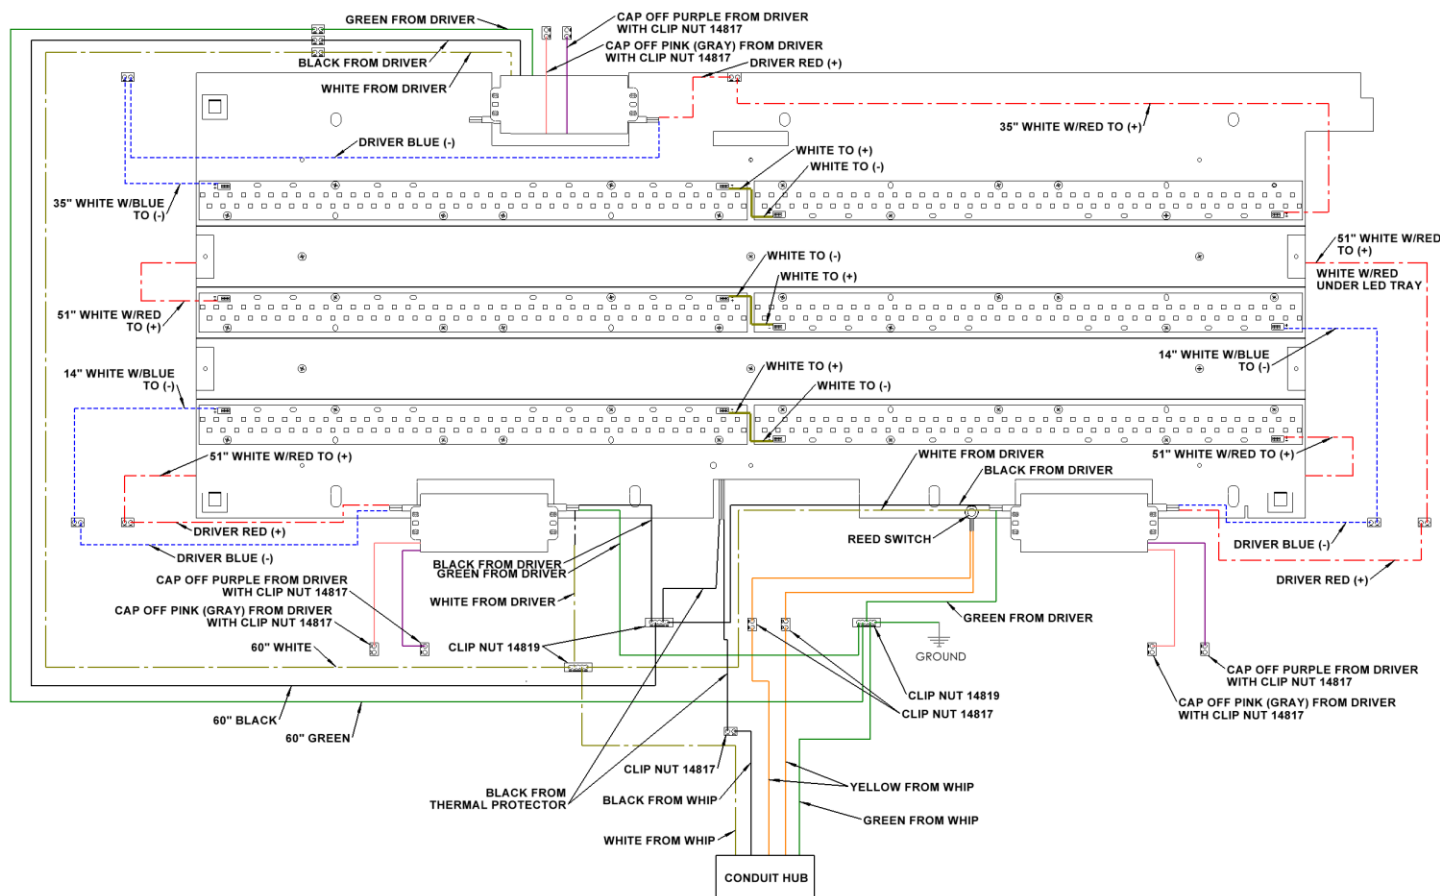 GREEN FROM DRIVER
CAP OFF PURPLE FROM DRIVER
WITH CLIP NUT 14817
CAP OFF PINK (GRAY) FROM DRIVER
WITH CLIP NUT 14817
BLACK FROM DRIVER
DRIVER RED (+)
WHITE FROM DRIVER
35" WHITE W/RED TO (+)
DRIVER BLUE (-)
WHITE TO (+)
WHITE TO (-)
35" WHITE W/BLUE
TO (-)
51" WHITE W/RED
TO (+)
WHITE W/RED
UNDER LED TRAY
WHITE TO (-)
WHITE TO (+)
51" WHITE W/RED
TO (+)
14" WHITE W/BLUE
TO (-)
14" WHITE W/BLUE
TO (-)
WHITE TO (+)
WHITE TO (-)
51" WHITE W/RED TO (+)
WHITE FROM DRIVER
51" WHITE W/RED TO (+)
BLACK FROM DRIVER
DRIVER RED (+)
REED SWITCH
DRIVER BLUE (-)
DRIVER BLUE (-)
BLACK FROM DRIVER
GREEN FROM DRIVER
DRIVER RED (+)
CAP OFF PURPLE FROM DRIVER
WITH CLIP NUT 14817
WHITE FROM DRIVER
CAP OFF PINK (GRAY) FROM DRIVER
WITH CLIP NUT 14817
GREEN FROM DRIVER
CLIP NUT 14819
60" WHITE
GROUND
CAP OFF PURPLE FROM DRIVER
WITH CLIP NUT 14817
CLIP NUT 14819
CAP OFF PINK (GRAY) FROM DRIVER
WITH CLIP NUT 14817
CLIP NUT 14817
60" BLACK
60" GREEN
CLIP NUT 14817
BLACK FROM
THERMAL PROTECTOR
YELLOW FROM WHIP
BLACK FROM WHIP
GREEN FROM WHIP
WHITE FROM WHIP
CONDUIT HUB